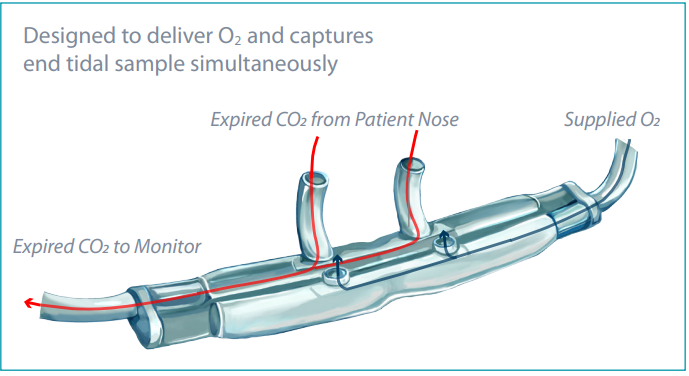 Designed to deliver O₂ and captures
end tidal sample simultaneously
Expired CO₂ from Patient Nose
Supplied O₂
Expired CO₂ to Monitor